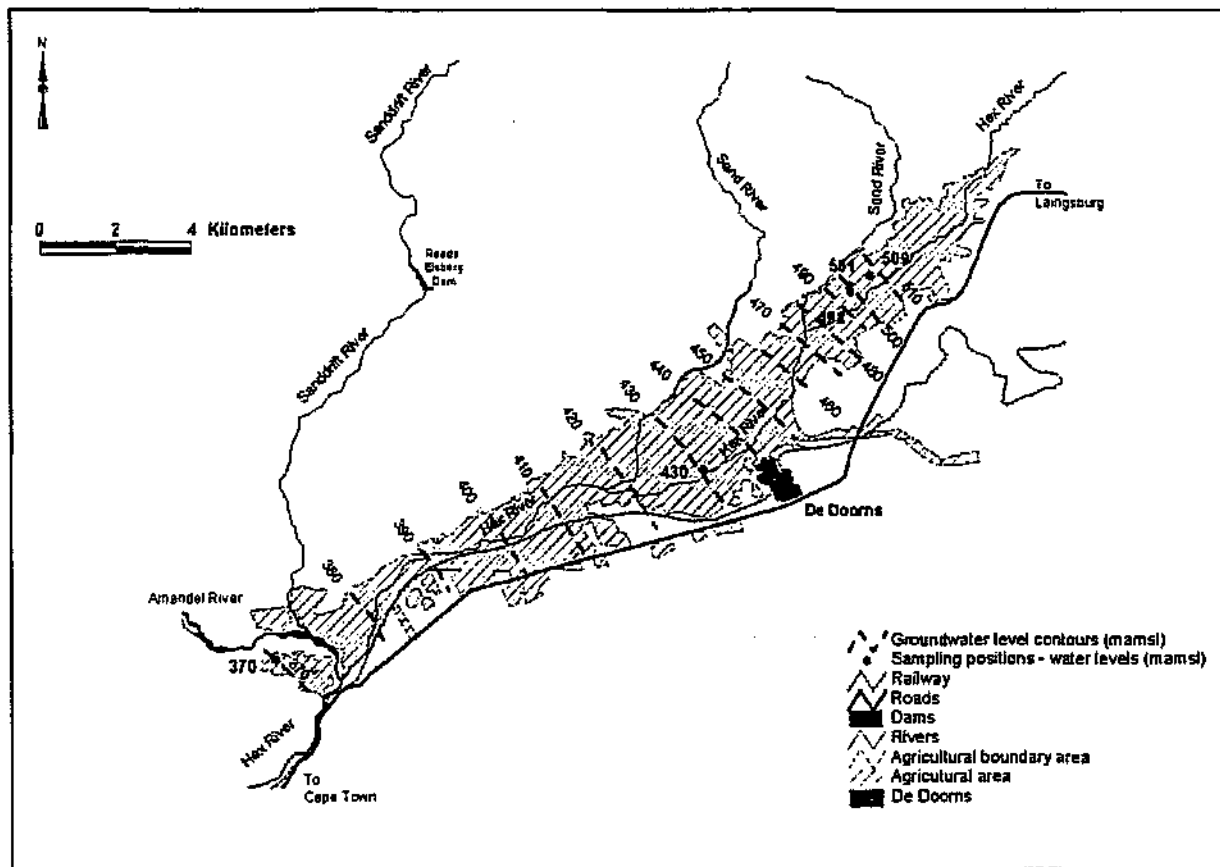 N
Sanddrift River
Sand River
Sand River
Hex River
To
Laingsburg
0 2 4 Kilometers
Dam
Sanddrift River
490
501
509
510
470
492
500
450
480
440
460
430
Hex River
420
430
410
De Doorns
400
Hex River
390
380
Amandel River
370
370
Hex River
To
Cape Town
Groundwater level contours (mamsl)
Sampling positions - water levels (mamsl)
Railway
Roads
Dams
Rivers
Agricultural boundary area
Agricutural area
De Doorns